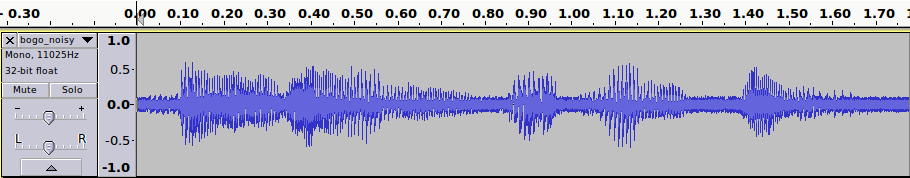 - 0.30 0.00 0.10 0.20 0.30 0.40 0.50 0.60 0.70 0.80 0.90 1.00 1.10 1.20 1.30 1.40 1.50 1.60 1.70
X bogo_noisy 1.0
Mono, 11025Hz
32-bit float 0.5-
Mute Solo
- + 0.0-
L R -0.5-
-1.0